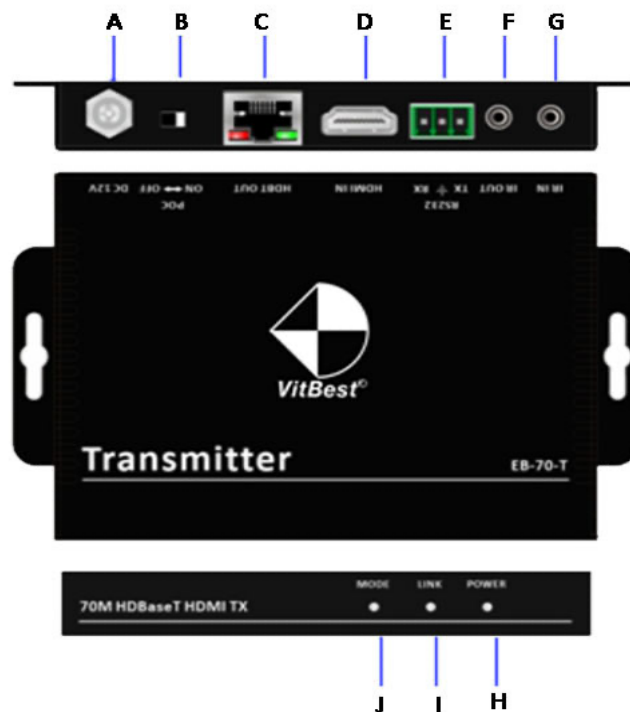 A B C D E F G
DC 12V OFF ↔ ON HDBT OUT HDMI IN TX ⏚ RX IR OUT IR IN
POC RS232
VitBest©
Transmitter EB-70-T
MODE LINK POWER
70M HDBaseT HDMI TX
J I H